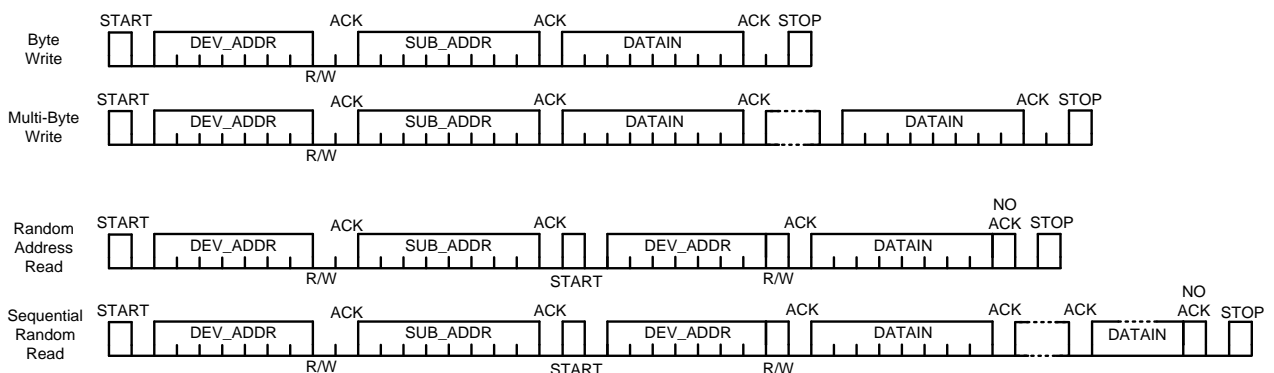 START ACK ACK ACK STOP
Byte
Write
DEV_ADDR SUB_ADDR DATAIN
R/W
START ACK ACK ACK ACK STOP
Multi-Byte
Write
DEV_ADDR SUB_ADDR DATAIN DATAIN
R/W
NO
START ACK ACK ACK ACK STOP
Random
Address
Read
DEV_ADDR SUB_ADDR DEV_ADDR DATAIN
R/W START R/W
NO
START ACK ACK ACK ACK ACK ACK STOP
Sequential
Random
Read
DEV_ADDR SUB_ADDR DEV_ADDR DATAIN DATAIN
R/W START R/W